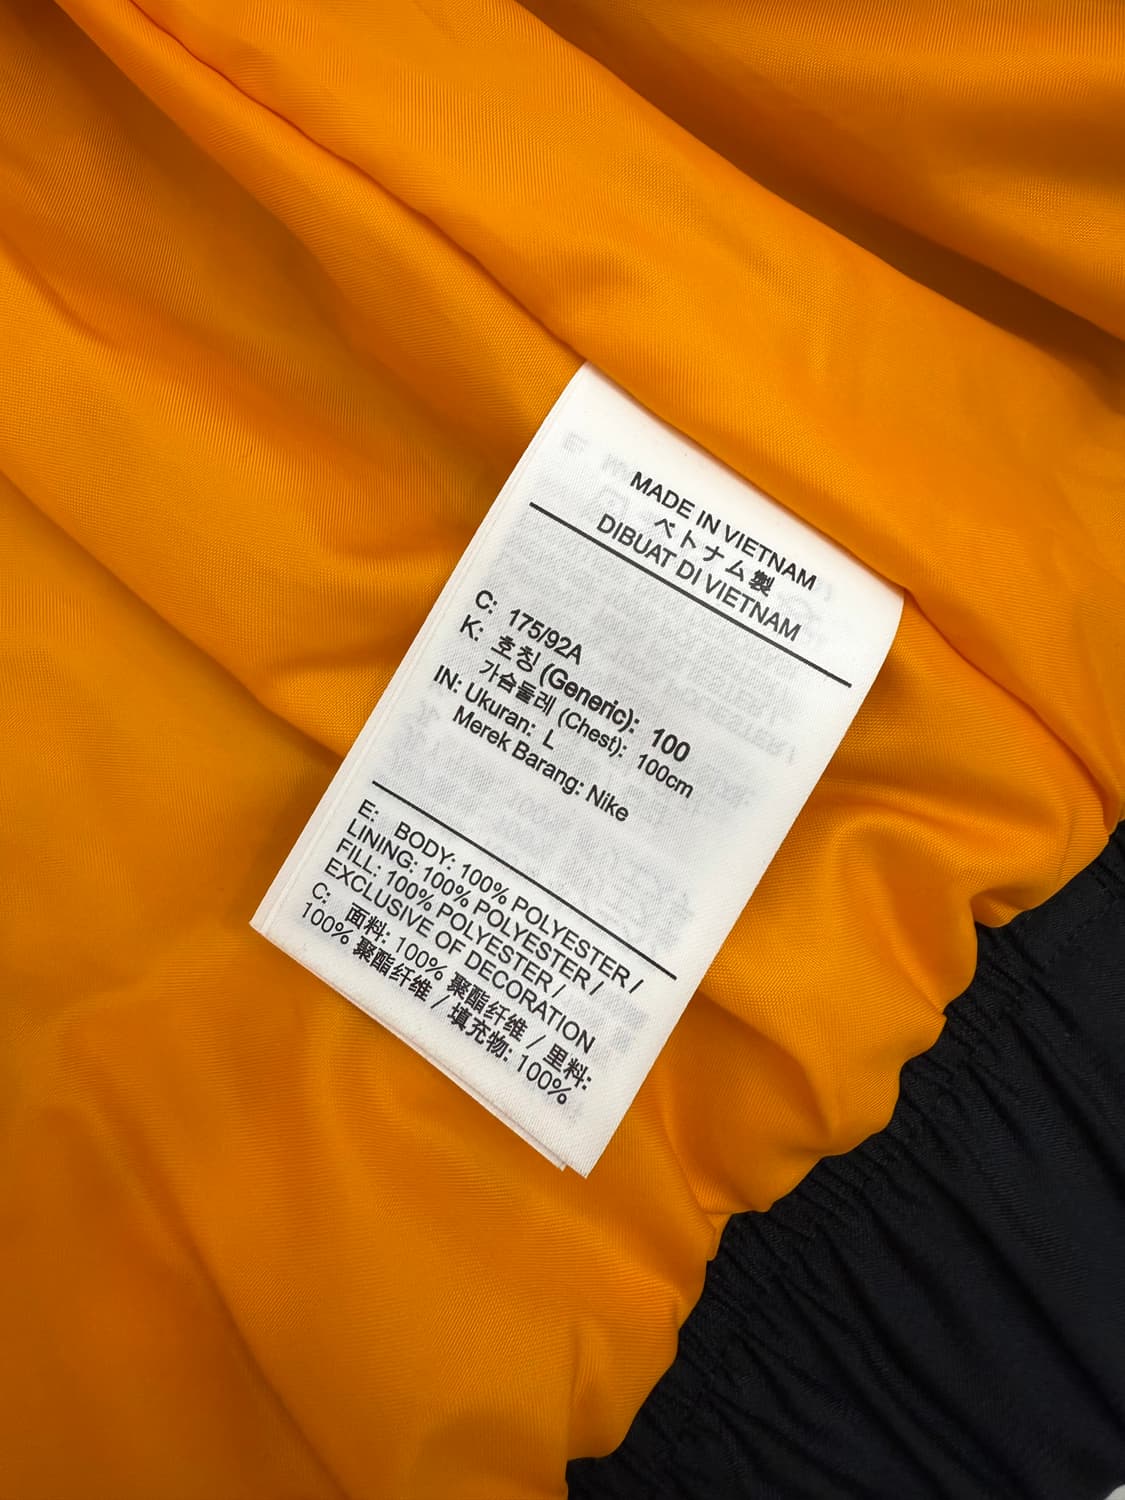 MADE IN VIETNAM
ベトナム製
DIBUAT DI VIETNAM
C: 175/92A
K: 호칭 (Generic): 100
가슴둘레 (Chest): 100cm
IN: Ukuran: L
Merek Barang: Nike
E: BODY: 100% POLYESTER /
LINING: 100% POLYESTER /
FILL: 100% POLYESTER /
EXCLUSIVE OF DECORATION
C: 面料: 100% 聚酯纤维 / 里料:
100% 聚酯纤维 / 填充物: 100%